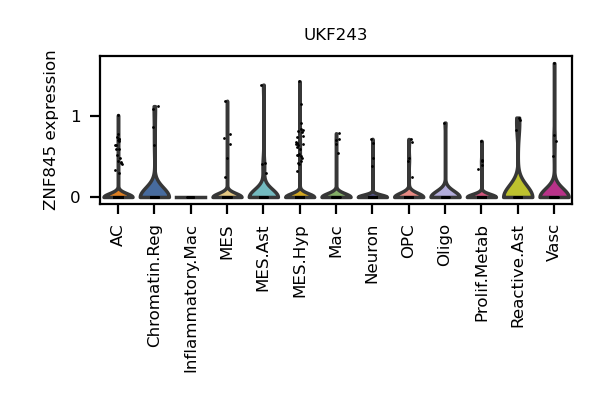 UKF243
ZNF845 expression
1
0
AC
Chromatin.Reg
Inflammatory.Mac
MES
MES.Ast
MES.Hyp
Mac
Neuron
OPC
Oligo
Prolif.Metab
Reactive.Ast
Vasc